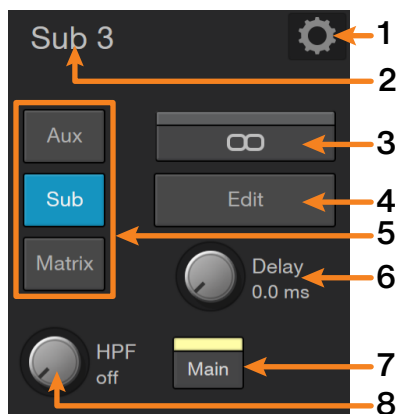 Sub 3
1
2
Aux
3
Sub
Edit
4
5
Matrix
Delay
0.0 ms
6
HPF
off
Main
7
8